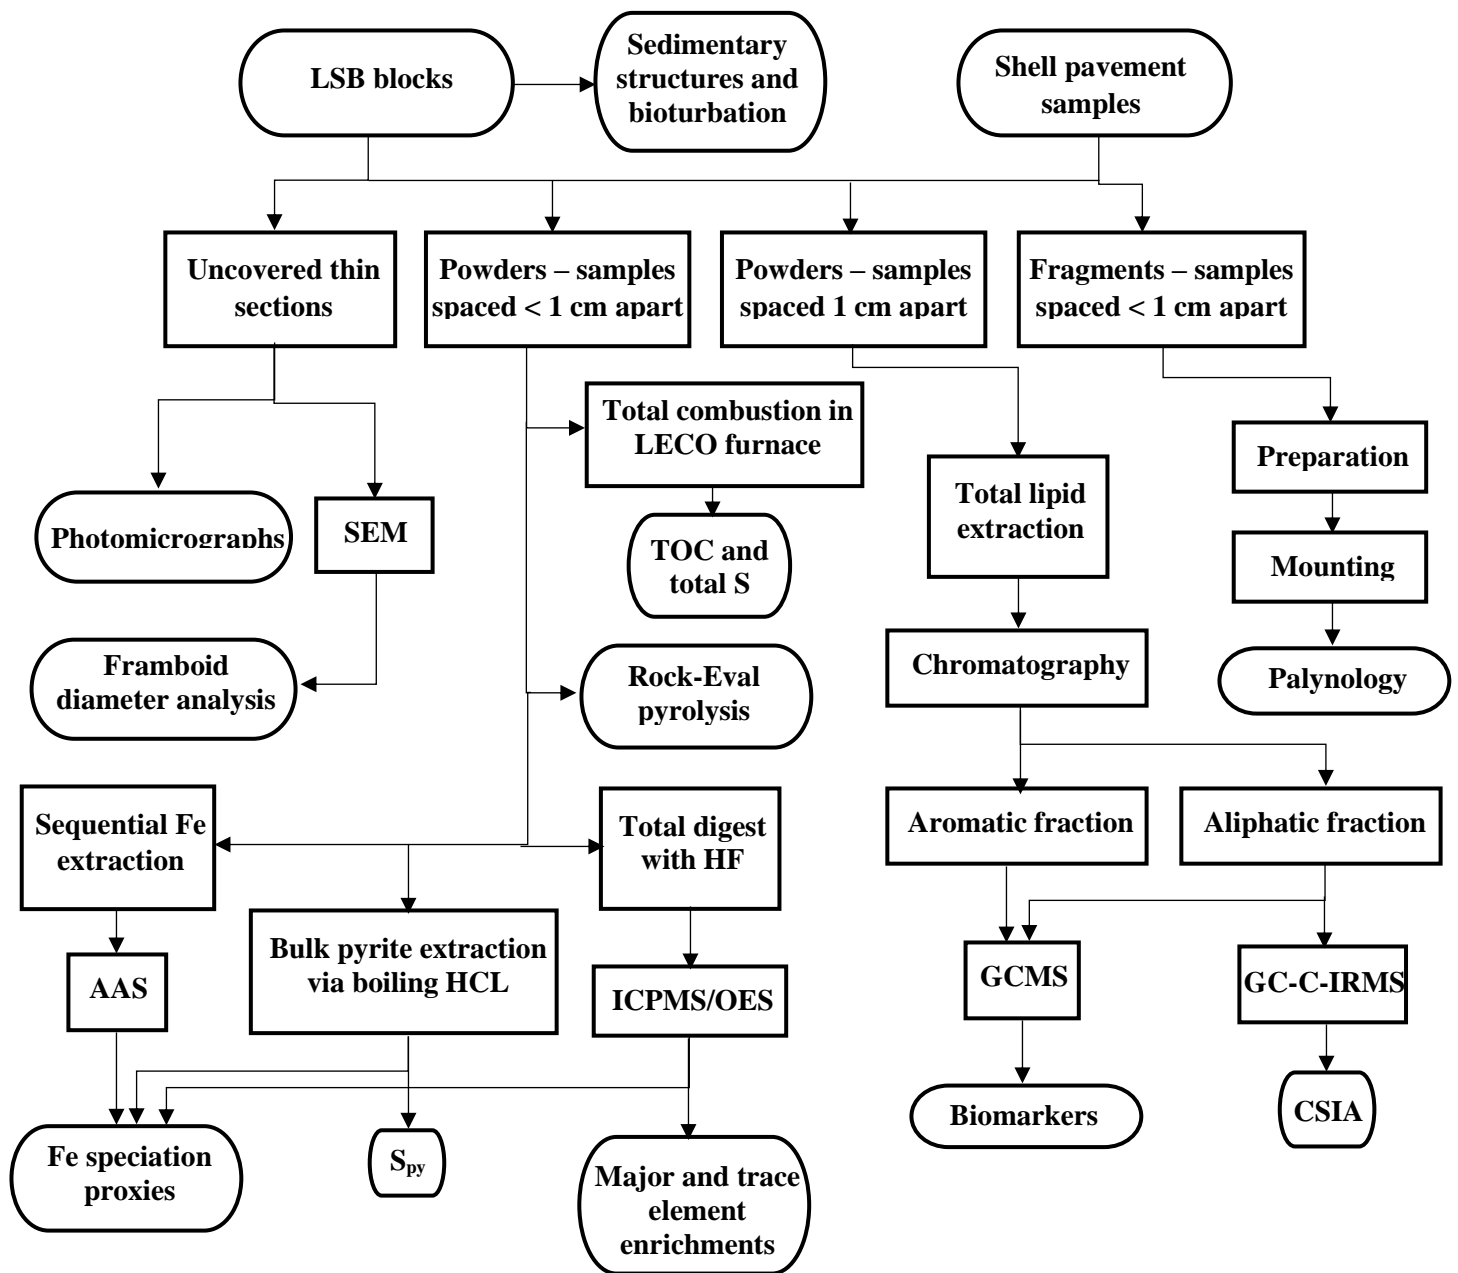 LSB blocks
Sedimentary
structures and
bioturbation
Shell pavement
samples
Uncovered thin
sections
Powders – samples
spaced < 1 cm apart
Powders – samples
spaced 1 cm apart
Fragments – samples
spaced < 1 cm apart
Total combustion in
LECO furnace
Preparation
Photomicrographs
SEM
TOC and
total S
Total lipid
extraction
Mounting
Framboid
diameter analysis
Rock-Eval
pyrolysis
Chromatography
Palynology
Sequential Fe
extraction
Total digest
with HF
Aromatic fraction
Aliphatic fraction
AAS
Bulk pyrite extraction
via boiling HCL
ICPMS/OES
GCMS
GC-C-IRMS
Fe speciation
proxies
Spy
Major and trace
element
enrichments
Biomarkers
CSIA